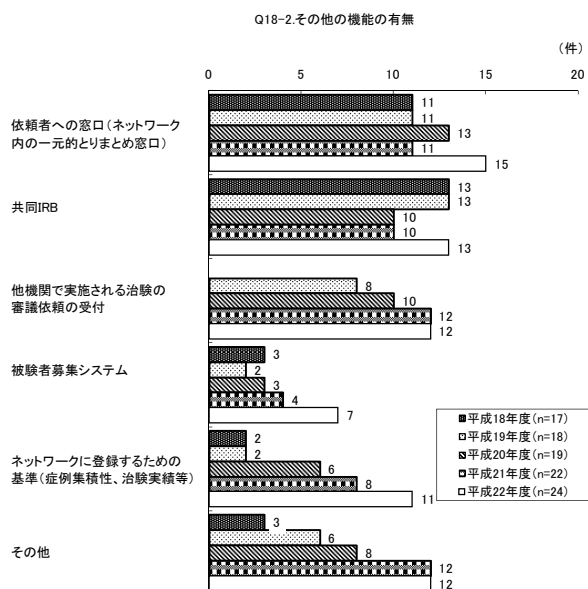 Q18-2.その他の機能の有無
(件)
0 5 10 15 20
依頼者への窓口(ネットワーク
内の一元的とりまとめ窓口)
11
11
13
11
15
共同IRB
13
13
10
10
13
他機関で実施される治験の
審議依頼の受付
8
10
12
12
被験者募集システム
3
2
3
4
7
ネットワークに登録するための
基準(症例集積性、治験実績等)
2
2
6
8
11
その他
3
6
8
12
12
平成18年度(n=17)
平成19年度(n=18)
平成20年度(n=19)
平成21年度(n=22)
平成22年度(n=24)